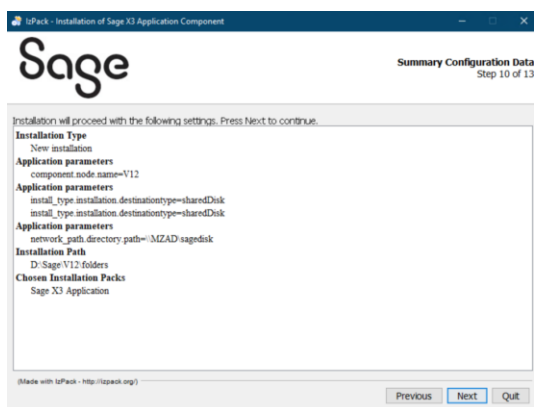 IzPack - Installation of Sage X3 Application Component
Sage
Summary Configuration Data
Step 10 of 13
Installation will proceed with the following settings. Press Next to continue.
Installation Type
New installation
Application parameters
component.node.name=V12
Application parameters
install_type.installation.destinationtype=sharedDisk
install_type.installation.destinationtype=sharedDisk
Application parameters
network_path.directory.path=\\MZAD\sagedisk
Installation Path
D:\Sage\V12\folders
Chosen Installation Packs
Sage X3 Application
(Made with IzPack - http://izpack.org/)
Previous Next Quit